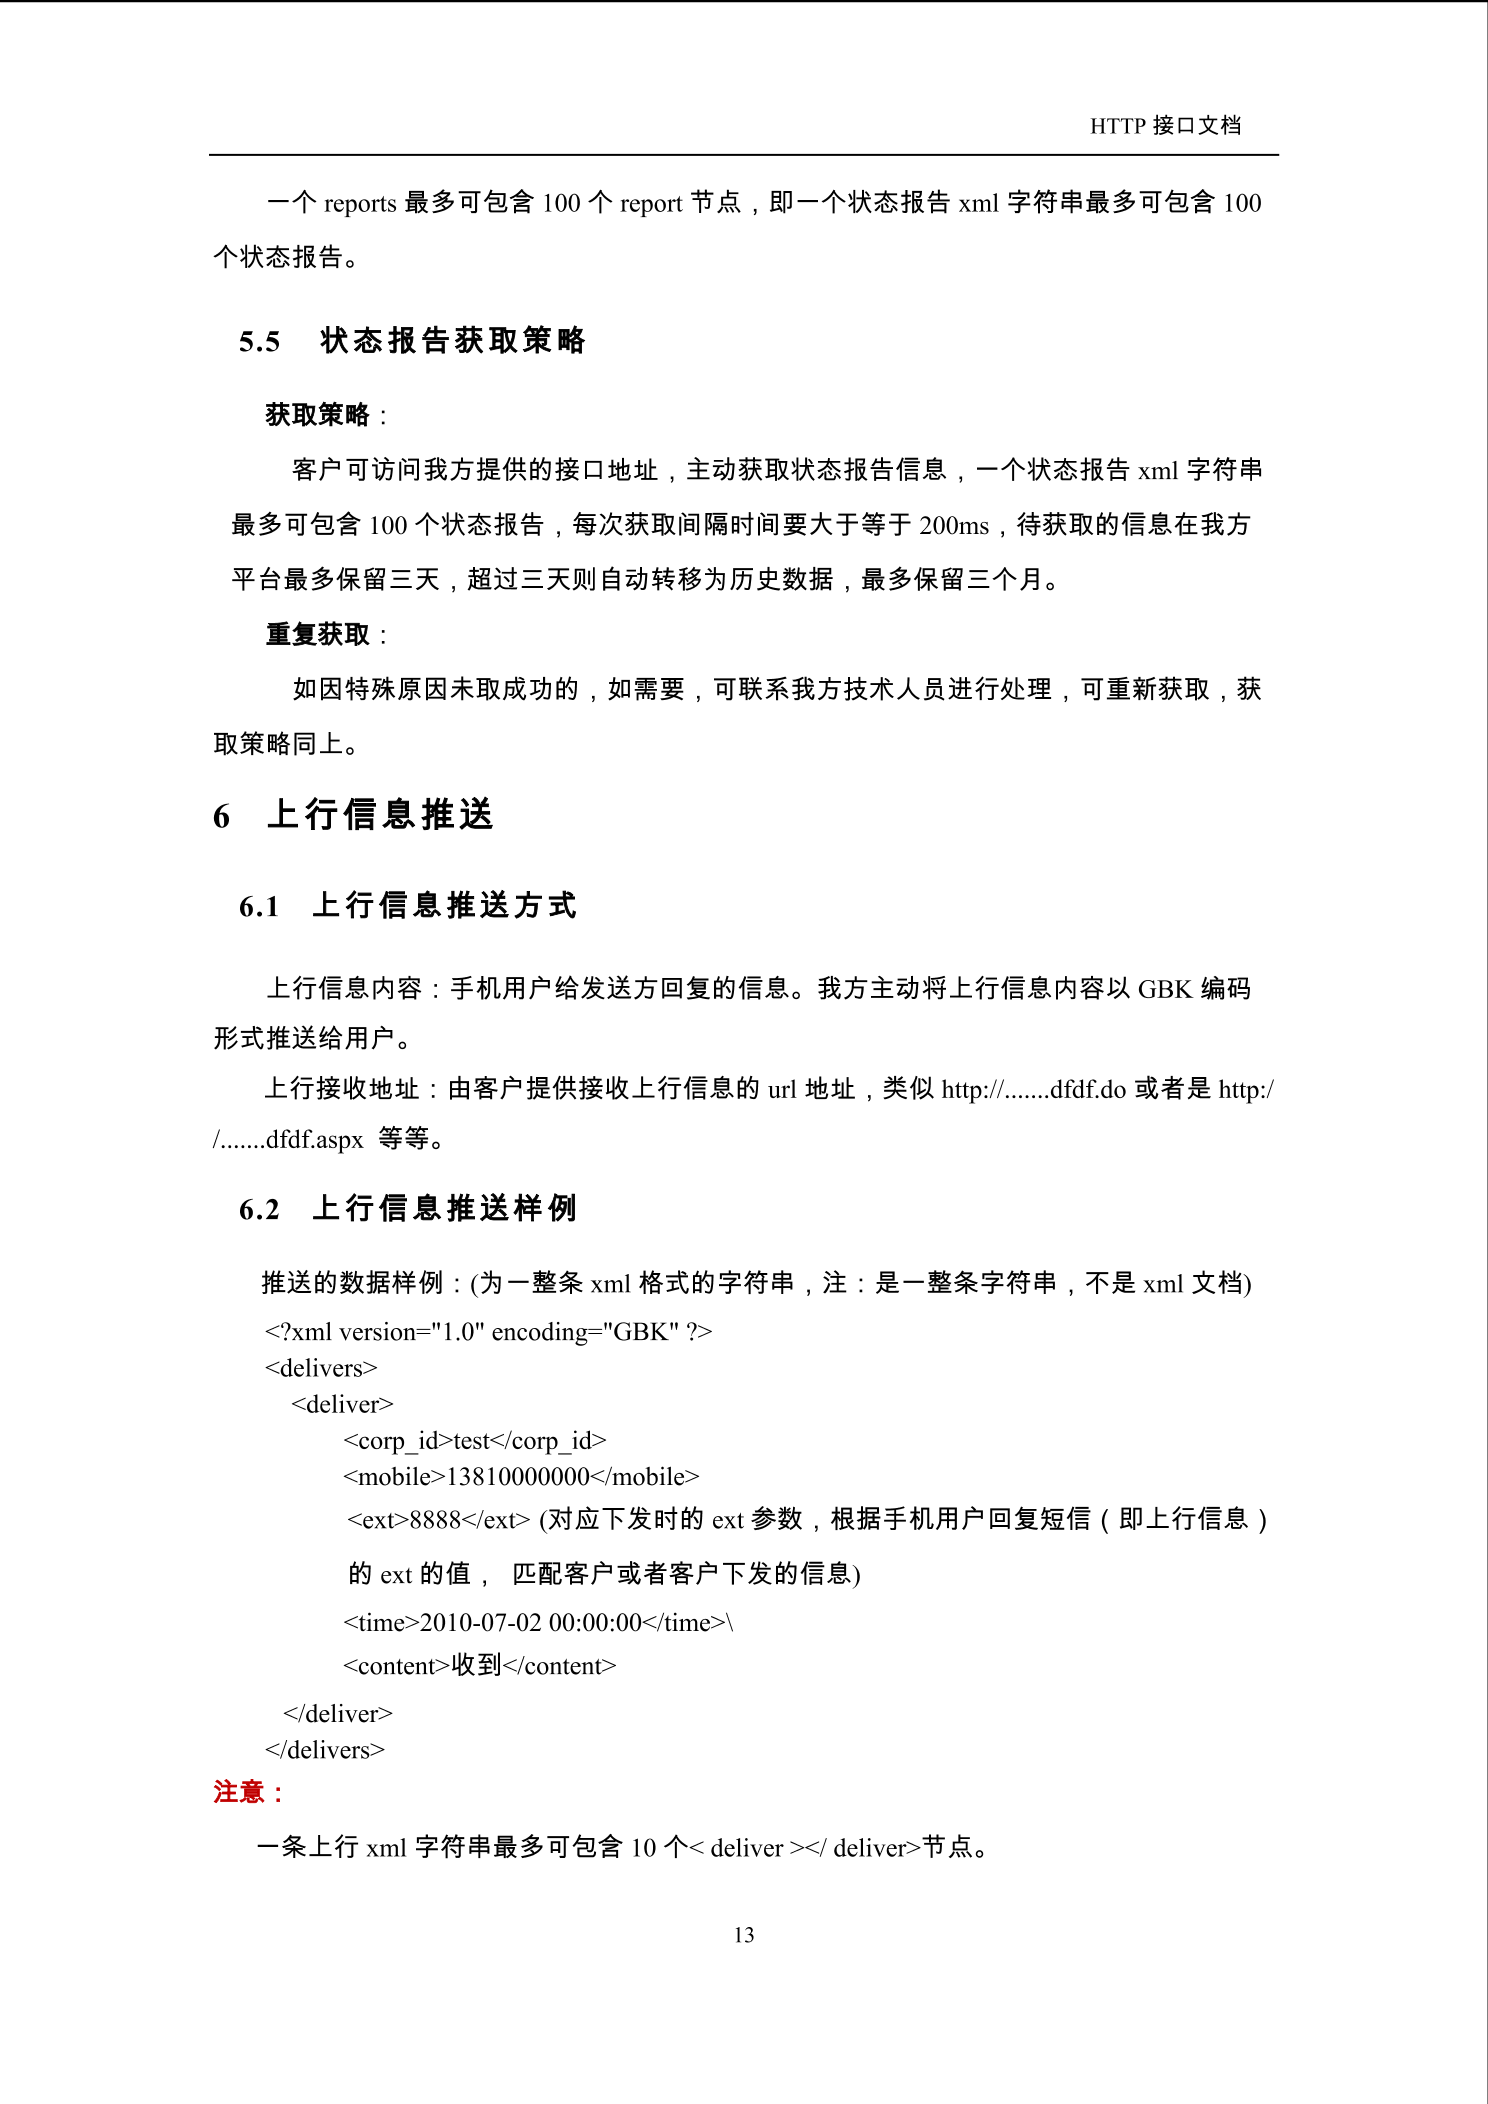 HTTP 接口文档
一个 reports 最多可包含 100 个 report 节点，即一个状态报告 xml 字符串最多可包含 100
个状态报告。
5.5 状态报告获取策略
获取策略：
客户可访问我方提供的接口地址，主动获取状态报告信息，一个状态报告 xml 字符串
最多可包含 100 个状态报告，每次获取间隔时间要大于等于 200ms，待获取的信息在我方
平台最多保留三天，超过三天则自动转移为历史数据，最多保留三个月。
重复获取：
如因特殊原因未取成功的，如需要，可联系我方技术人员进行处理，可重新获取，获
取策略同上。
6 上行信息推送
6.1 上行信息推送方式
上行信息内容：手机用户给发送方回复的信息。我方主动将上行信息内容以 GBK 编码
形式推送给用户。
上行接收地址：由客户提供接收上行信息的 url 地址，类似 http://.......dfdf.do 或者是 http:/
/.......dfdf.aspx 等等。
6.2 上行信息推送样例
推送的数据样例：(为一整条 xml 格式的字符串，注：是一整条字符串，不是 xml 文档)
<?xml version="1.0" encoding="GBK" ?>
<delivers>
<deliver>
<corp_id>test</corp_id>
<mobile>13810000000</mobile>
<ext>8888</ext> (对应下发时的 ext 参数，根据手机用户回复短信（即上行信息）
的 ext 的值， 匹配客户或者客户下发的信息)
<time>2010-07-02 00:00:00</time>\
<content>收到</content>
</deliver>
</delivers>
注意：
一条上行 xml 字符串最多可包含 10 个< deliver ></ deliver>节点。
13